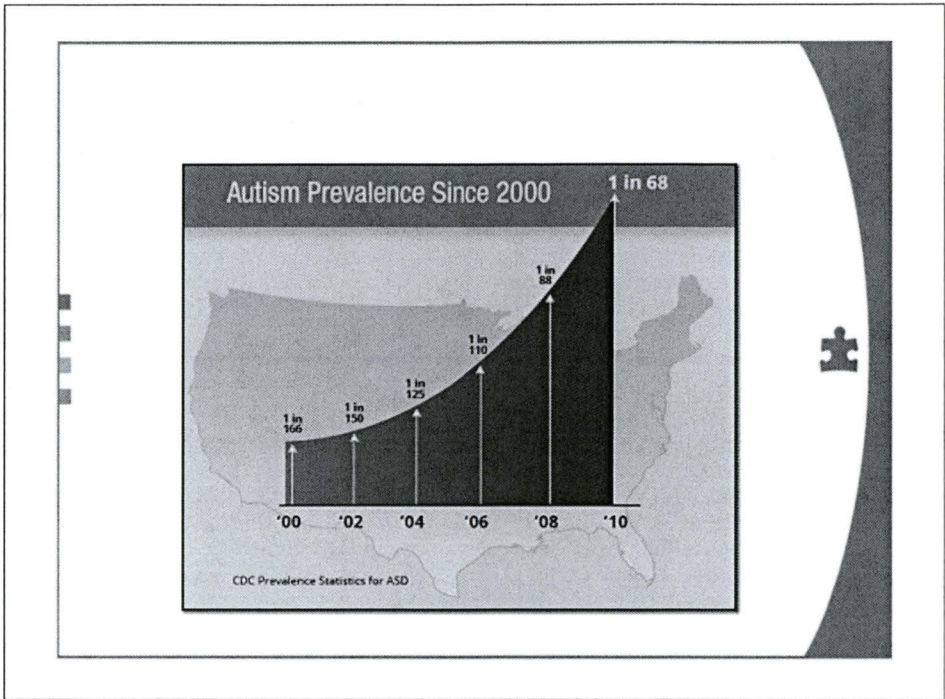 Autism Prevalence Since 2000
1 in 68
1 in
88
1 in
110
1 in
125
1 in
150
1 in
166
'00 '02 '04 '06 '08 '10
CDC Prevalence Statistics for ASD